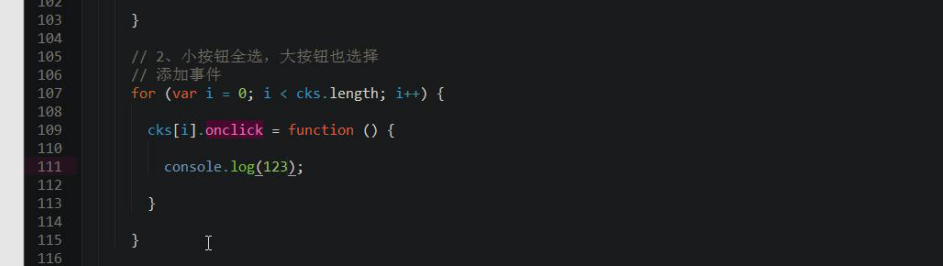 102
103 }
104
105 // 2、小按钮全选，大按钮也选择
106 // 添加事件
107 for (var i = 0; i < cks.length; i++) {
108
109 cks[i].onclick = function () {
110
111 console.log(123);
112
113 }
114
115 }
116